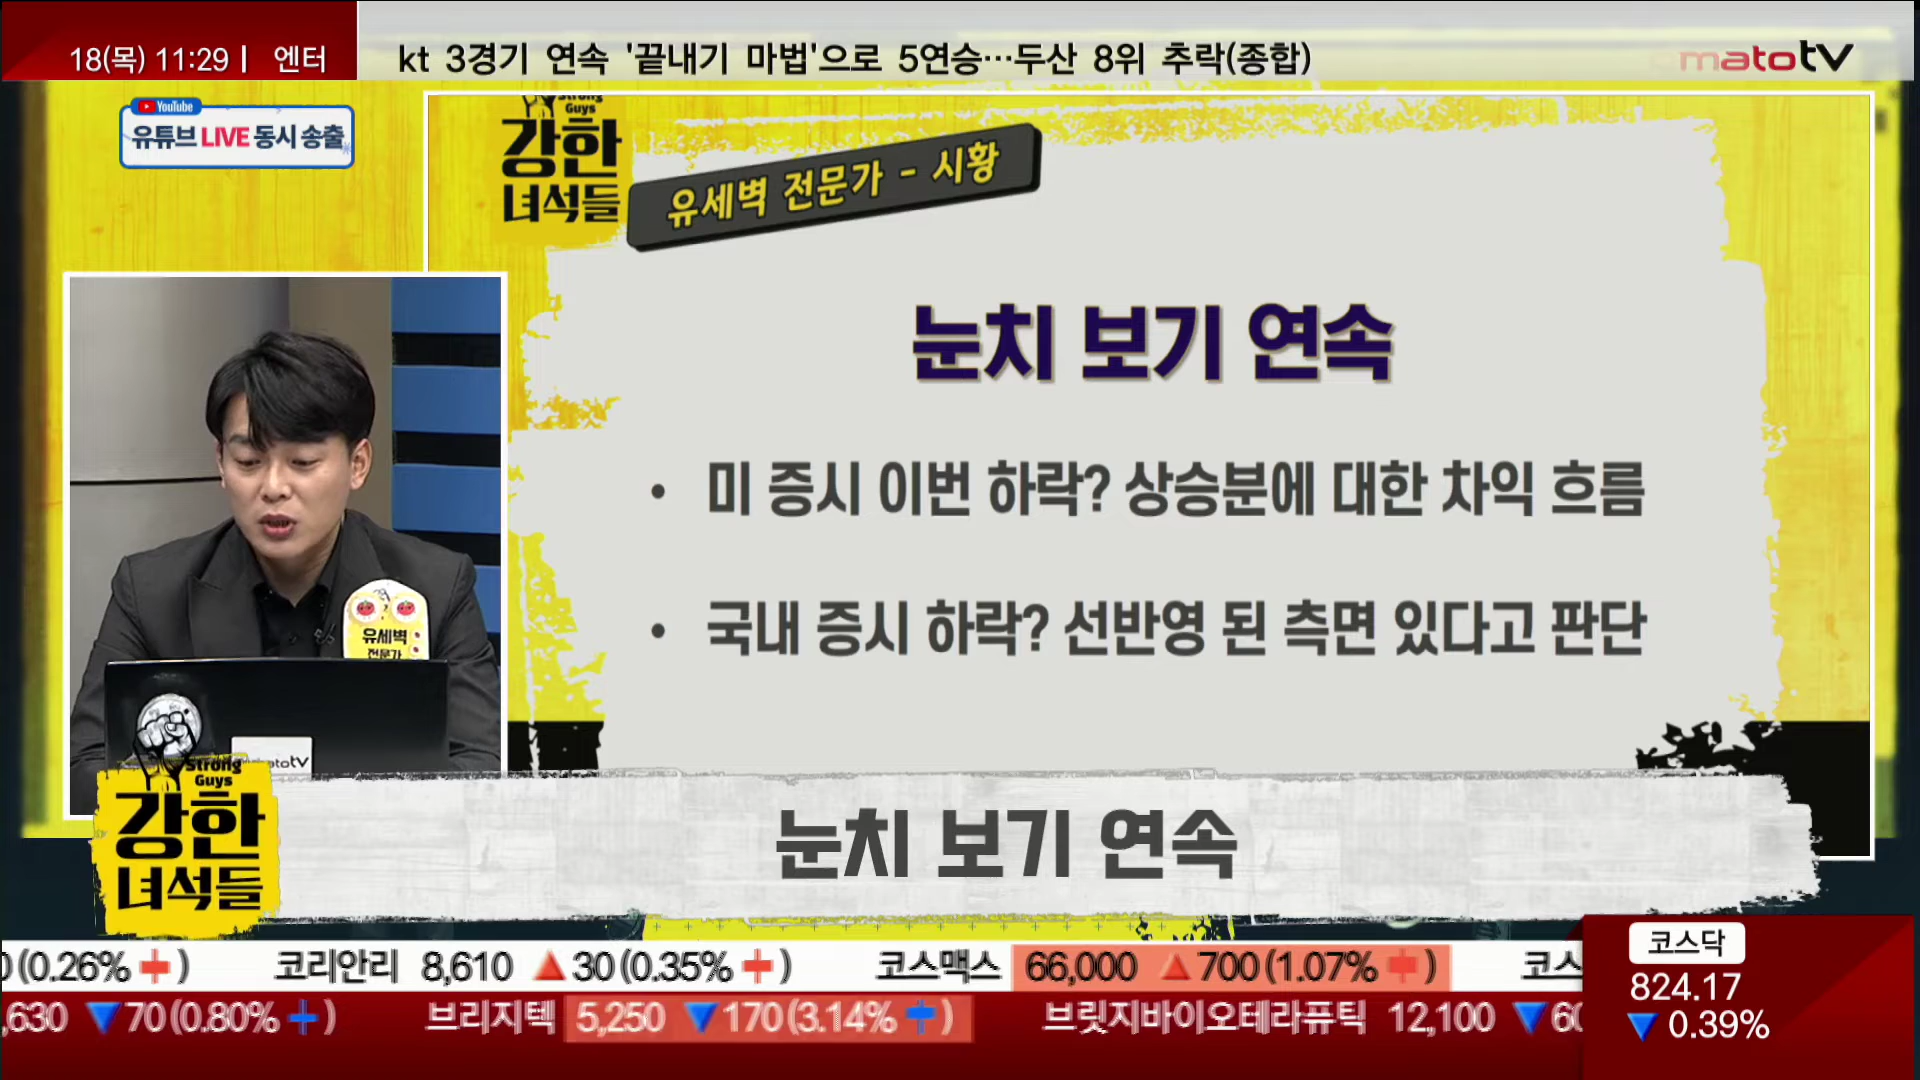 18(목) 11:29 | 엔터
kt 3경기 연속 '끝내기 마법'으로 5연승…두산 8위 추락(종합)
matotv
YouTube
유튜브 LIVE 동시 송출
Strong
Guys
강한
녀석들
유세벽 전문가 - 시황
눈치 보기 연속
• 미 증시 이번 하락? 상승분에 대한 차익 흐름
• 국내 증시 하락? 선반영 된 측면 있다고 판단
유세벽
전문가
matotv
Strong
Guys
강한
녀석들
눈치 보기 연속
(0.26% + ) 코리안리 8,610 ▲30(0.35% + ) 코스맥스 66,000 ▲700(1.07% + ) 코스
,630 ▼70(0.80% + ) 브리지텍 5,250 ▼170(3.14% + ) 브릿지바이오테라퓨틱 12,100 ▼60
코스닥
824.17
▼ 0.39%